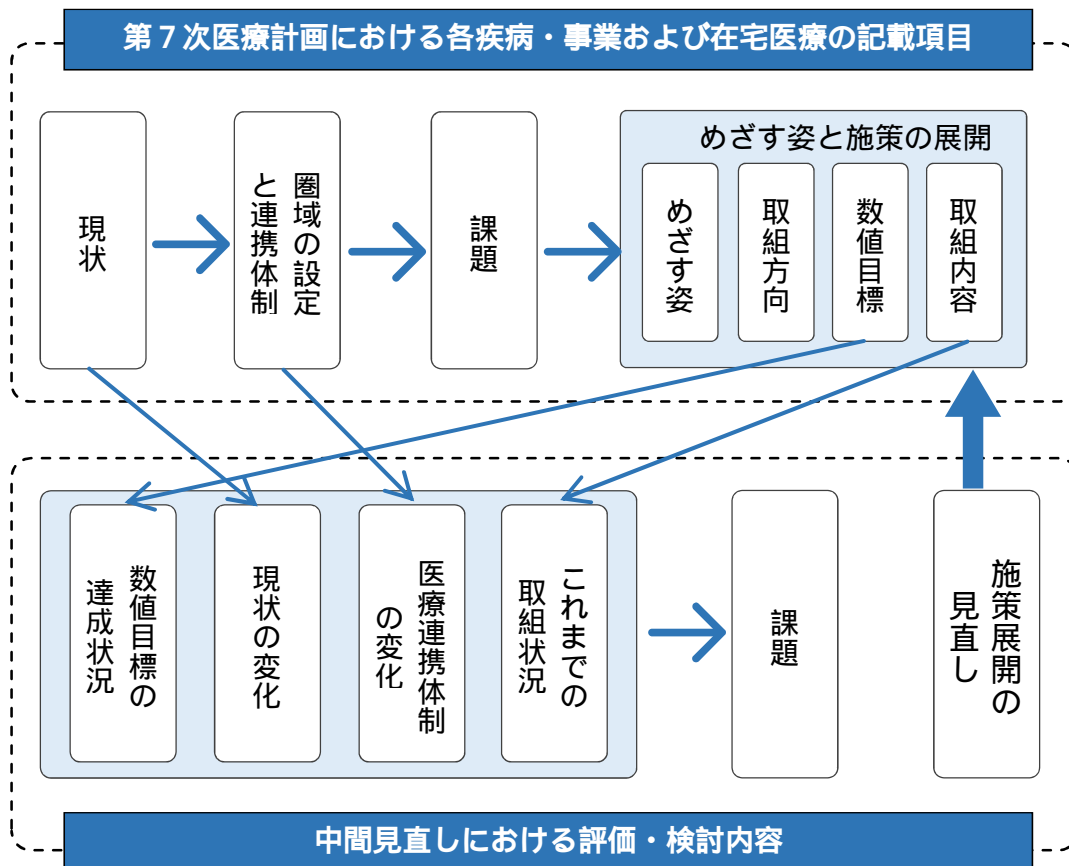 第７次医療計画における各疾病・事業および在宅医療の記載項目
現状
圏域の設定
と連携体制
課題
めざす姿と施策の展開
めざす姿
取組方向
数値目標
取組内容
数値目標の
達成状況
現状の変化
医療連携体制
の変化
これまでの
取組状況
課題
施策展開の
見直し
中間見直しにおける評価・検討内容